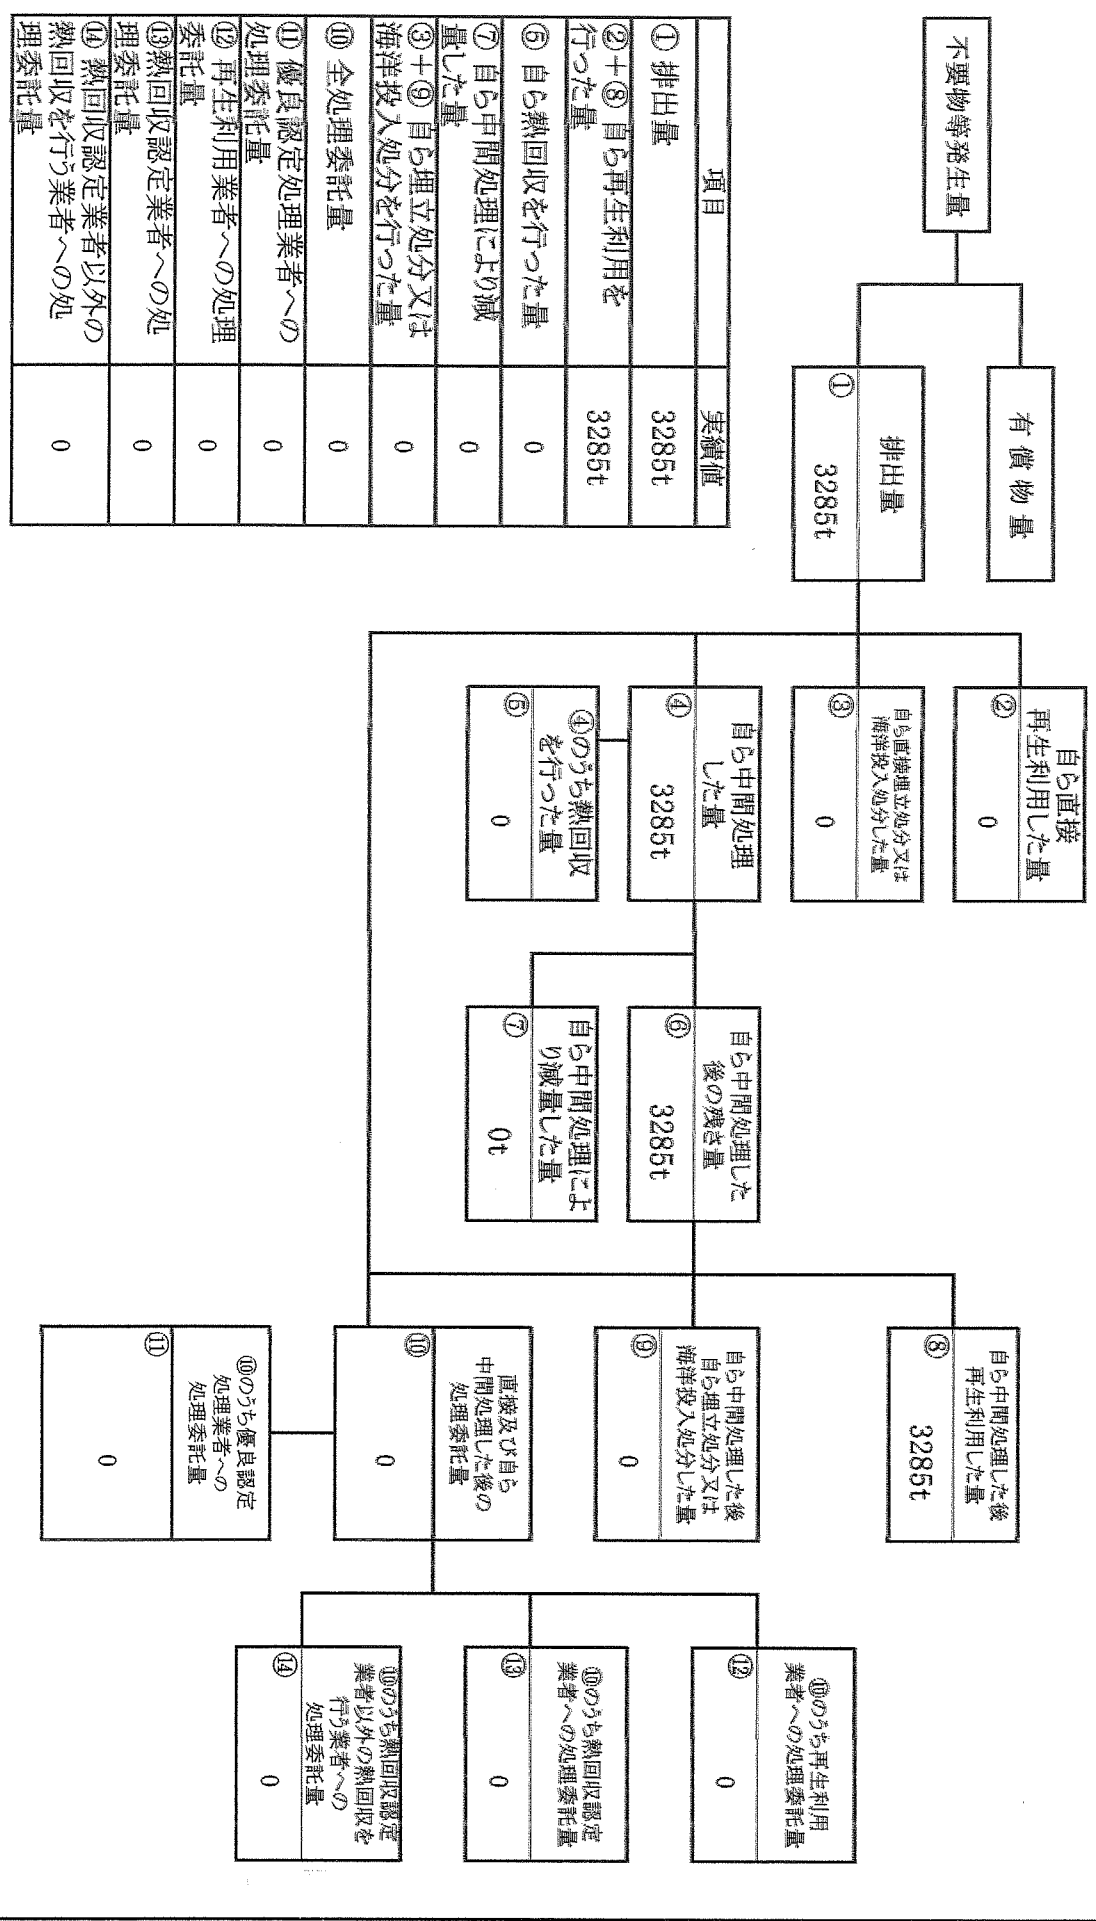 不要物等発生量
有償物量
排出量
① 3285t
自ら直接
再生利用した量
② 0
自ら直接埋立処分又は
海洋投入処分した量
③ 0
自ら中間処理
した量
④ 3285t
④のうち熱回収
を行った量
⑤ 0
自ら中間処理した
後の残さ量
⑥ 3285t
自ら中間処理によ
り減量した量
⑦ 0t
自ら中間処理した後
再生利用した量
⑧ 3285t
自ら中間処理した後
自ら埋立処分又は
海洋投入処分した量
⑨ 0
直接及び自ら
中間処理した後の
処理委託量
⑩ 0
⑩のうち優良認定
処理業者への
処理委託量
⑪ 0
⑩のうち再生利用
業者への処理委託量
⑫ 0
⑩のうち熱回収認定
業者への処理委託量
⑬ 0
⑩のうち熱回収認定
業者以外の熱回収を
行う業者への
処理委託量
⑭ 0
項目 実績値
①排出量 3285t
②+⑧ 自ら再生利用を
行った量 3285t
⑤ 自ら熱回収を行った量 0
⑦ 自ら中間処理により減
量した量 0
③+⑨ 自ら埋立処分又は
海洋投入処分を行った量 0
⑩ 全処理委託量 0
⑪ 優良認定処理業者への
処理委託量 0
⑫ 再生利用業者への処理
委託量 0
⑬熱回収認定業者への処
理委託量 0
⑭ 熱回収認定業者以外の
熱回収を行う業者への処
理委託量 0